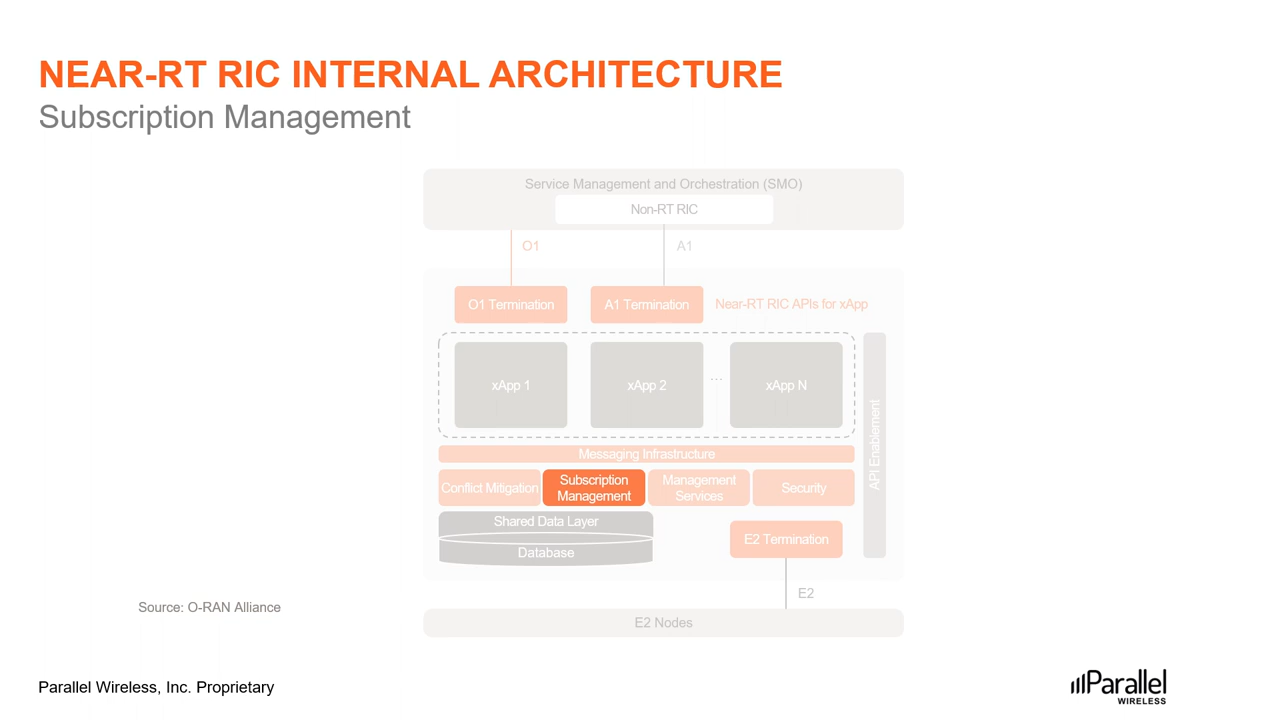 NEAR-RT RIC INTERNAL ARCHITECTURE
Subscription Management
Service Management and Orchestration (SMO)
Non-RT RIC
O1
A1
O1 Termination
A1 Termination
Near-RT RIC APIs for xApp
xApp 1
xApp 2
...
xApp N
API Enablement
Messaging Infrastructure
Conflict Mitigation
Subscription
Management
Management
Services
Security
Shared Data Layer
Database
E2 Termination
E2
E2 Nodes
Source: O-RAN Alliance
Parallel Wireless, Inc. Proprietary
Parallel
WIRELESS